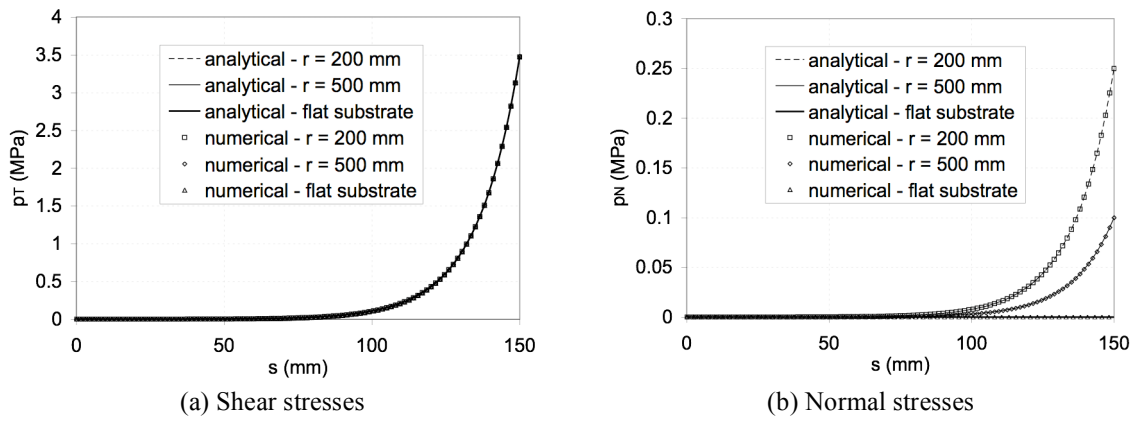 4
3.5
3
2.5
2
1.5
1
0.5
0
pT (MPa)
analytical - r = 200 mm
analytical - r = 500 mm
analytical - flat substrate
numerical - r = 200 mm
numerical - r = 500 mm
numerical - flat substrate
0 50 100 150
s (mm)
(a) Shear stresses
0.3
0.25
0.2
0.15
0.1
0.05
0
pN (MPa)
analytical - r = 200 mm
analytical - r = 500 mm
analytical - flat substrate
numerical - r = 200 mm
numerical - r = 500 mm
numerical - flat substrate
0 50 100 150
s (mm)
(b) Normal stresses